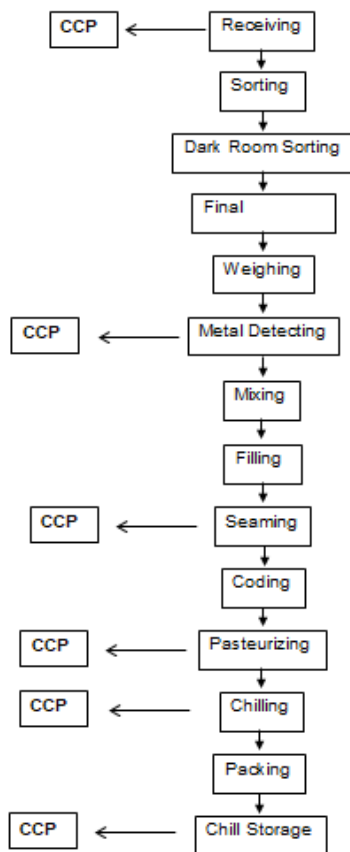 CCP
Receiving
Sorting
Dark Room Sorting
Final
Weighing
CCP
Metal Detecting
Mixing
Filling
CCP
Seaming
Coding
CCP
Pasteurizing
CCP
Chilling
Packing
CCP
Chill Storage